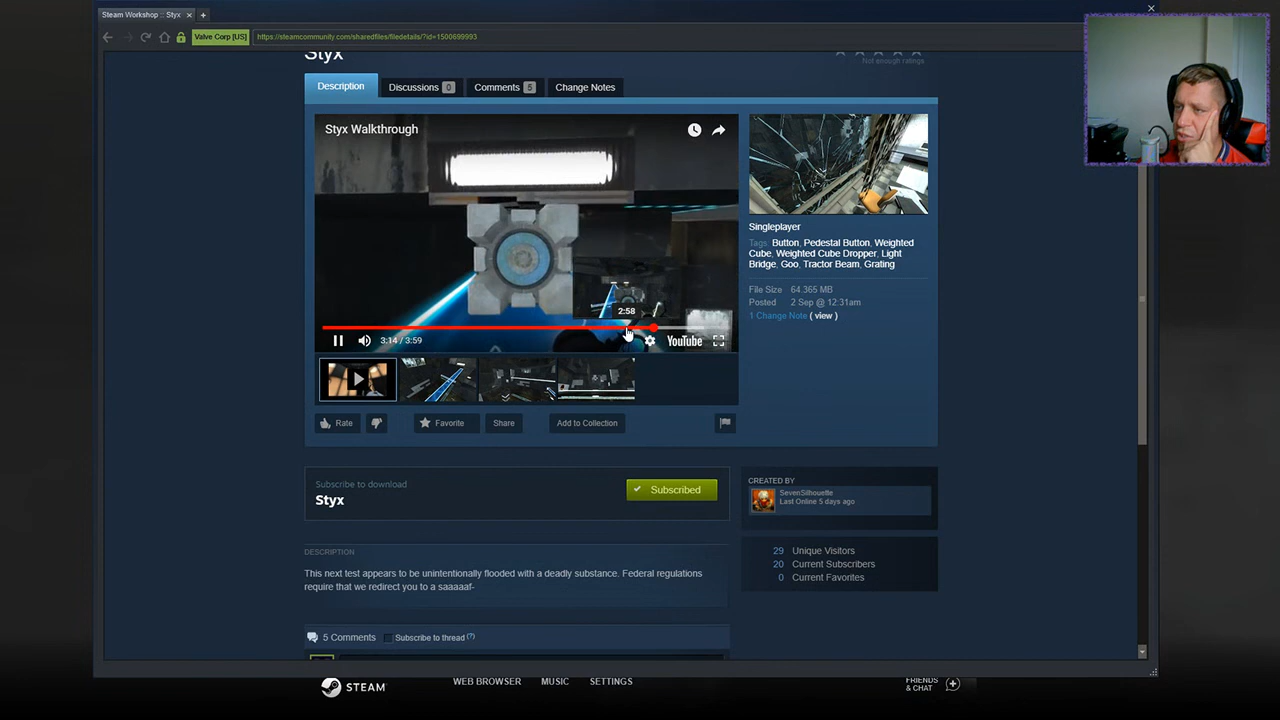 Steam Workshop :: Styx
Valve Corp [US]
https://steamcommunity.com/sharedfiles/filedetails/?id=1500699993
Styx
Not enough ratings
Description
Discussions 0
Comments 5
Change Notes
Styx Walkthrough
2:58
3:14 / 3:59
YouTube
Singleplayer
Tags: Button, Pedestal Button, Weighted
Cube, Weighted Cube Dropper, Light
Bridge, Goo, Tractor Beam, Grating
File Size 64.365 MB
Posted 2 Sep @ 12:31am
1 Change Note ( view )
Rate
Favorite
Share
Add to Collection
Subscribe to download
Styx
Subscribed
CREATED BY
SevenSilhouette
Last Online 5 days ago
29 Unique Visitors
20 Current Subscribers
0 Current Favorites
DESCRIPTION
This next test appears to be unintentionally flooded with a deadly substance. Federal regulations
require that we redirect you to a saaaaaf-
5 Comments
Subscribe to thread (?)
STEAM
WEB BROWSER
MUSIC
SETTINGS
FRIENDS
& CHAT